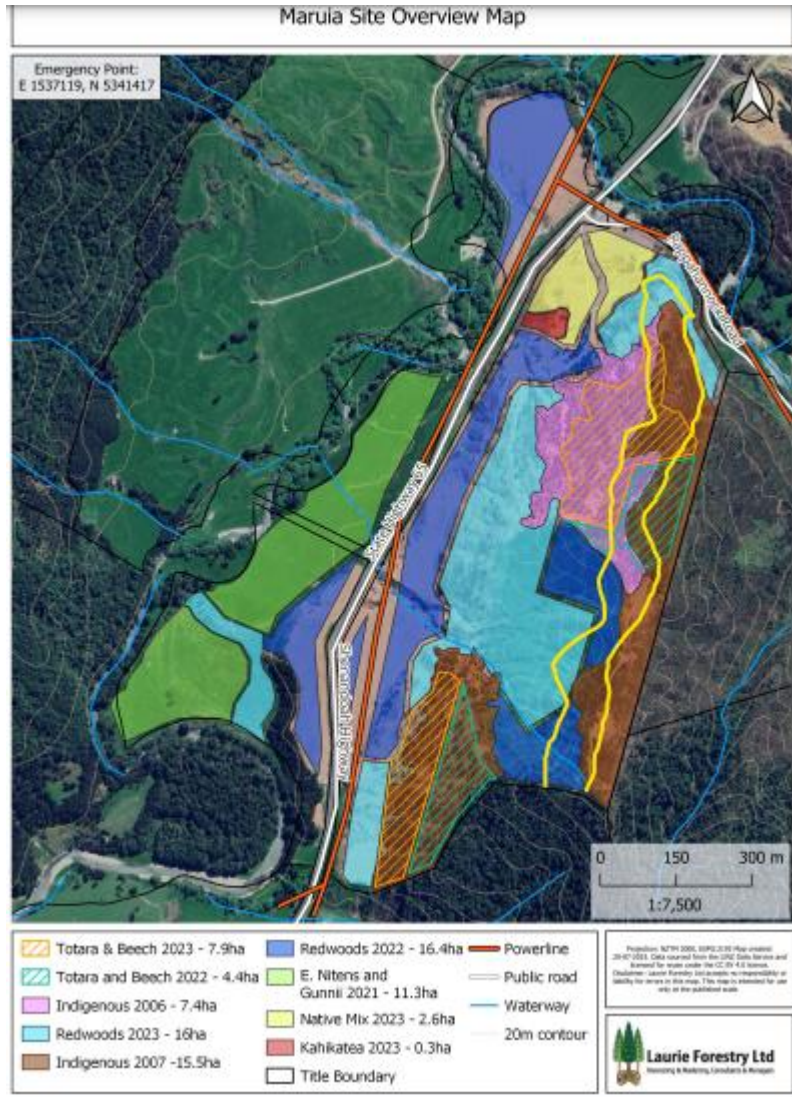 Maruia Site Overview Map
Emergency Point:
E 1537119, N 5341417
State Highway 65
Shenandoah Highway
Road
0 150 300 m
1:7,500
Totara & Beech 2023 - 7.9ha
Totara and Beech 2022 - 4.4ha
Indigenous 2006 - 7.4ha
Redwoods 2023 - 16ha
Indigenous 2007 -15.5ha
Redwoods 2022 - 16.4ha
E. Nitens and
Gunnii 2021 - 11.3ha
Native Mix 2023 - 2.6ha
Kahikatea 2023 - 0.3ha
Title Boundary
Powerline
Public road
Waterway
20m contour
Laurie Forestry Ltd